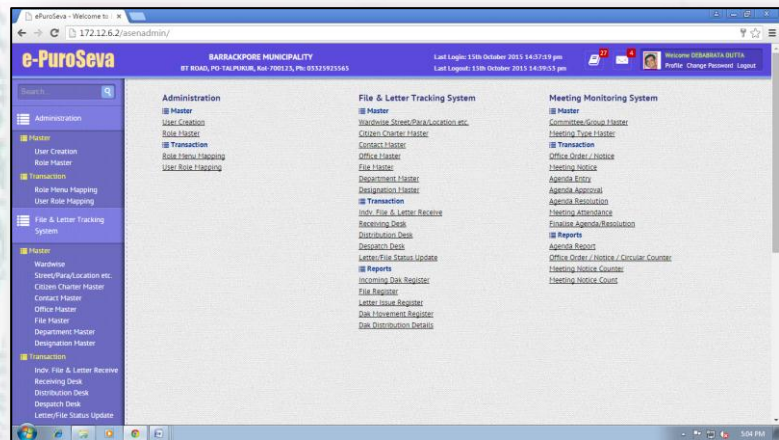 ePuroSeva - Welcome to
172.12.6.2/asenadmin/
e-PuroSeva
BARRACKPORE MUNICIPALITY
BT ROAD, PO-TALPUKUR, Kol-700123, Ph: 03325925565
Last Login: 15th October 2015 14:37:19 pm
Last Logout: 15th October 2015 14:39:53 pm
27
4
Welcome DEBABRATA DUTTA
Profile Change Password Logout
Search...
Administration
Master
User Creation
Role Master
Transaction
Role Menu Mapping
User Role Mapping
File & Letter Tracking
System
Master
Wardwise
Street/Para/Location etc.
Citizen Charter Master
Contact Master
Office Master
File Master
Department Master
Designation Master
Transaction
Indv. File & Letter Receive
Receiving Desk
Distribution Desk
Despatch Desk
Letter/File Status Update
Administration
Master
User Creation
Role Master
Transaction
Role Menu Mapping
User Role Mapping
File & Letter Tracking System
Master
Wardwise Street/Para/Location etc.
Citizen Charter Master
Contact Master
Office Master
File Master
Department Master
Designation Master
Transaction
Indv. File & Letter Receive
Receiving Desk
Distribution Desk
Despatch Desk
Letter/File Status Update
Reports
Incoming Dak Register
File Register
Letter Issue Register
Dak Movement Register
Dak Distribution Details
Meeting Monitoring System
Master
Committee/Group Master
Meeting Type Master
Transaction
Office Order / Notice
Meeting Notice
Agenda Entry
Agenda Approval
Agenda Resolution
Meeting Attendance
Finalise Agenda/Resolution
Reports
Agenda Report
Office Order / Notice / Circular Counter
Meeting Notice Counter
Meeting Notice Count
5:04 PM